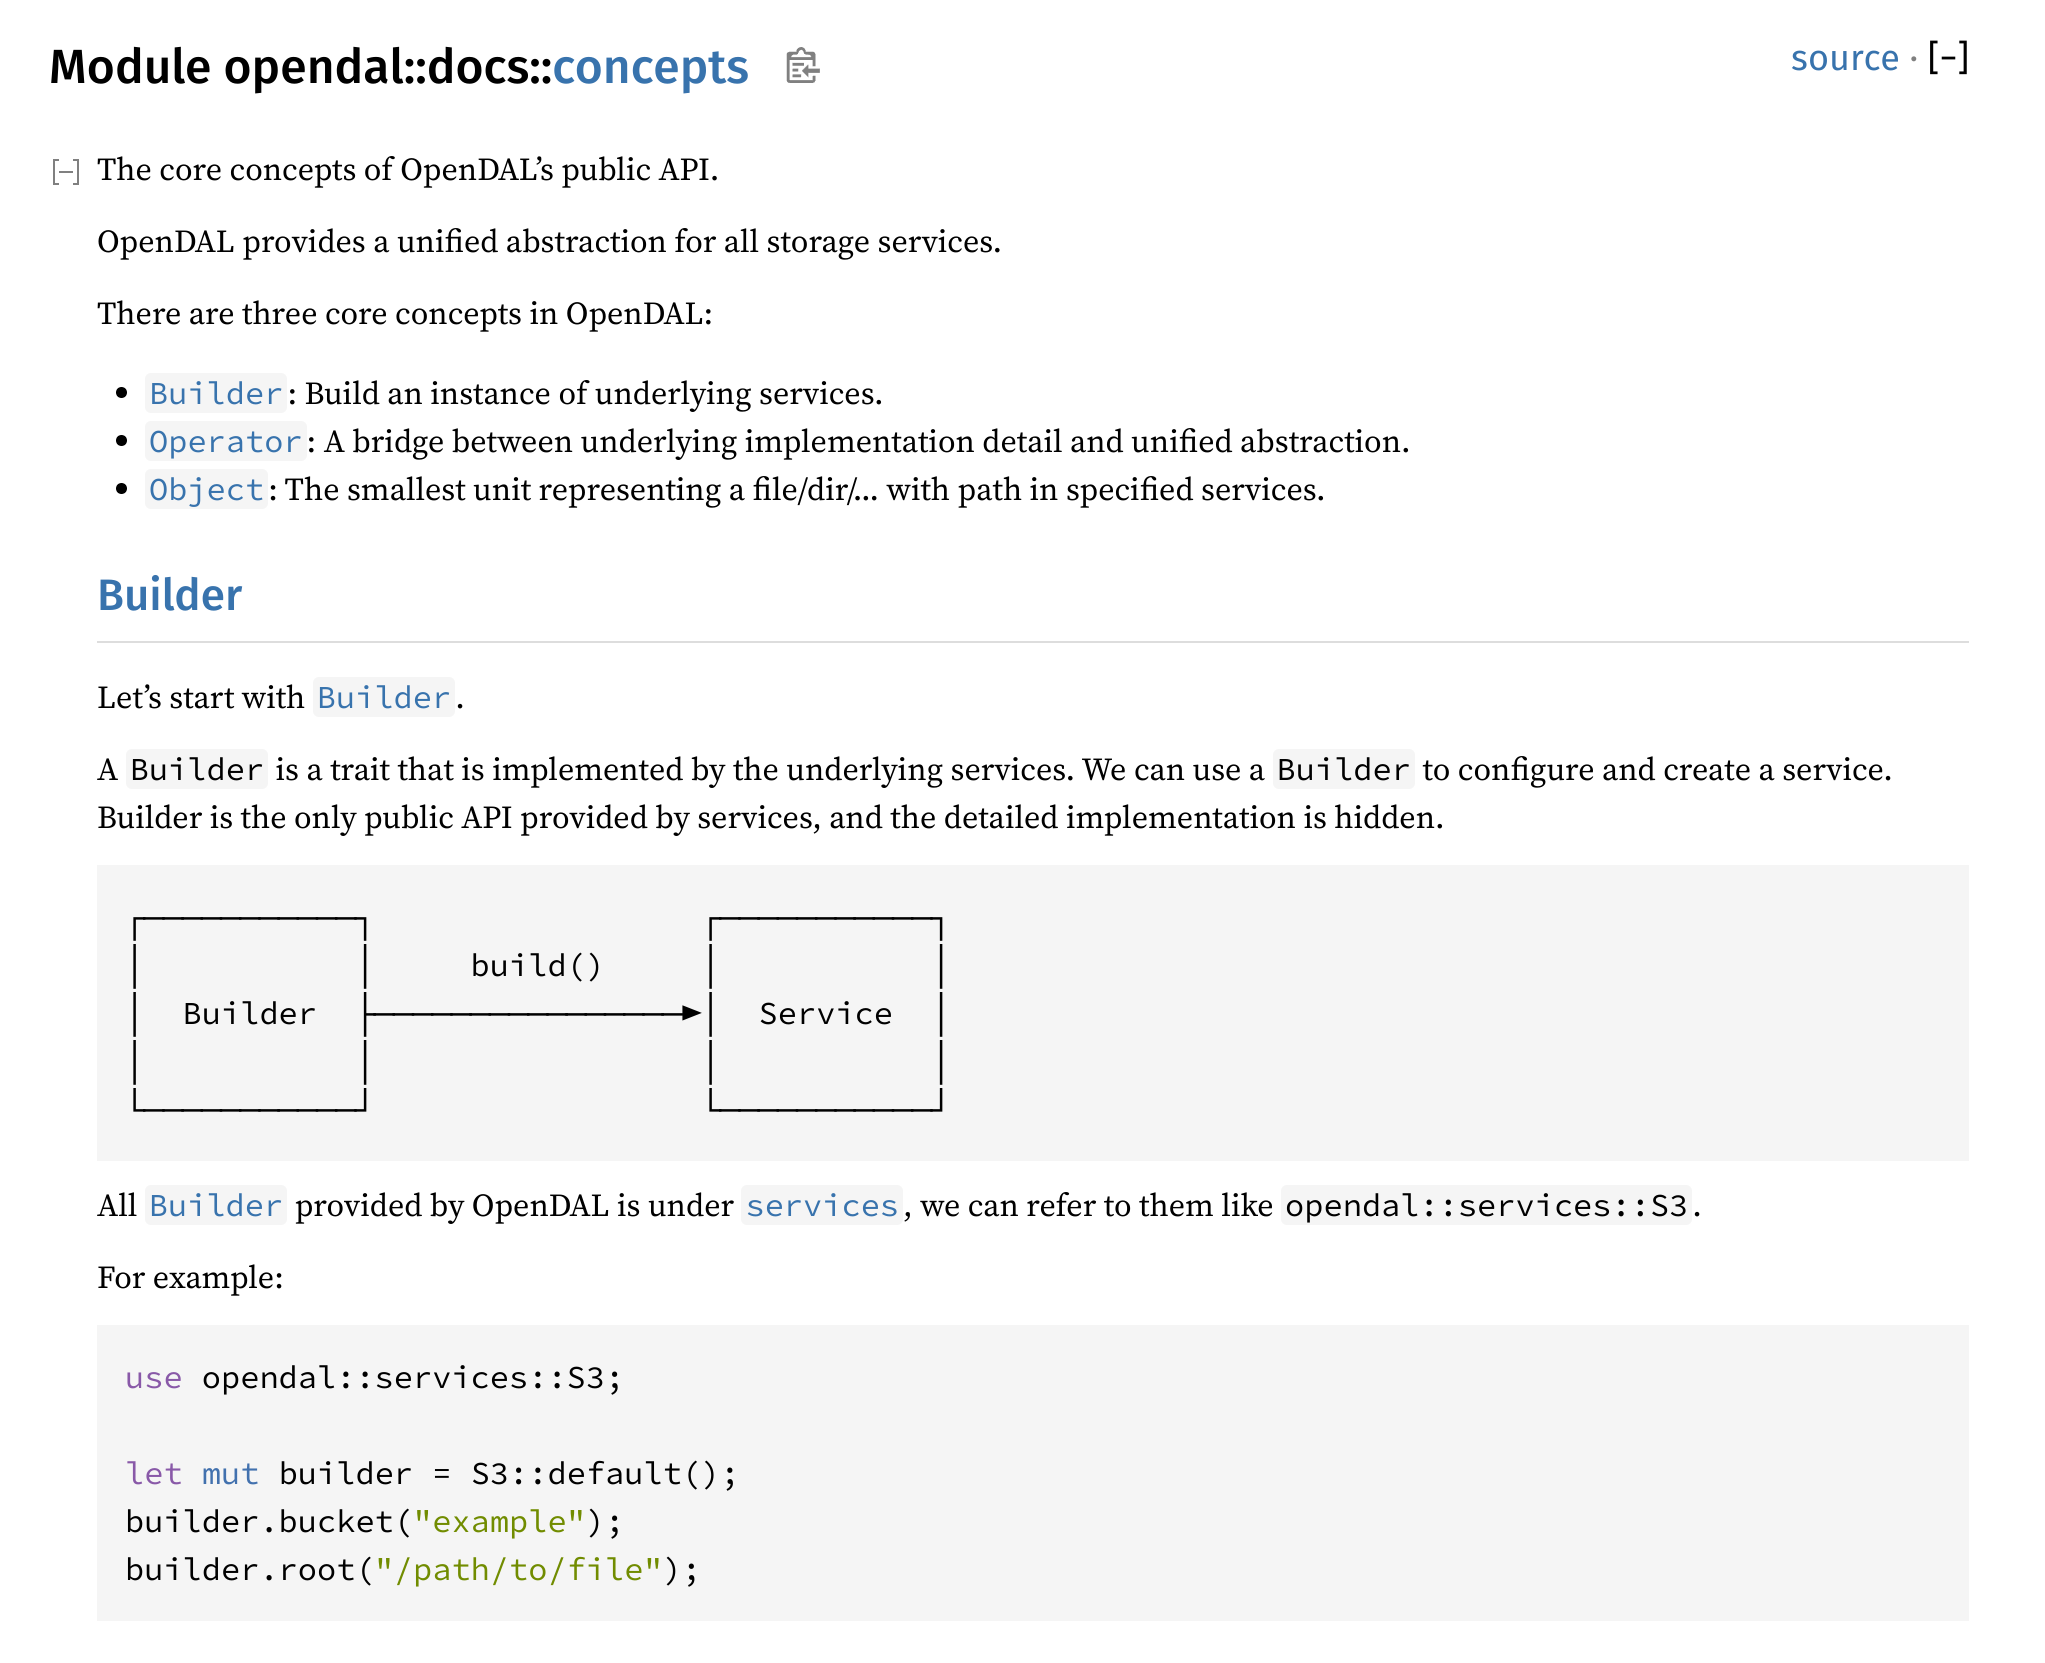 Module opendal::docs::concepts
source · [−]
[−] The core concepts of OpenDAL’s public API.
OpenDAL provides a unified abstraction for all storage services.
There are three core concepts in OpenDAL:
• Builder: Build an instance of underlying services.
• Operator: A bridge between underlying implementation detail and unified abstraction.
• Object: The smallest unit representing a file/dir/… with path in specified services.
Builder
Let’s start with Builder.
A Builder is a trait that is implemented by the underlying services. We can use a Builder to configure and create a service.
Builder is the only public API provided by services, and the detailed implementation is hidden.
build()
Builder
Service
All Builder provided by OpenDAL is under services, we can refer to them like opendal::services::S3.
For example:
use opendal::services::S3;
let mut builder = S3::default();
builder.bucket("example");
builder.root("/path/to/file");